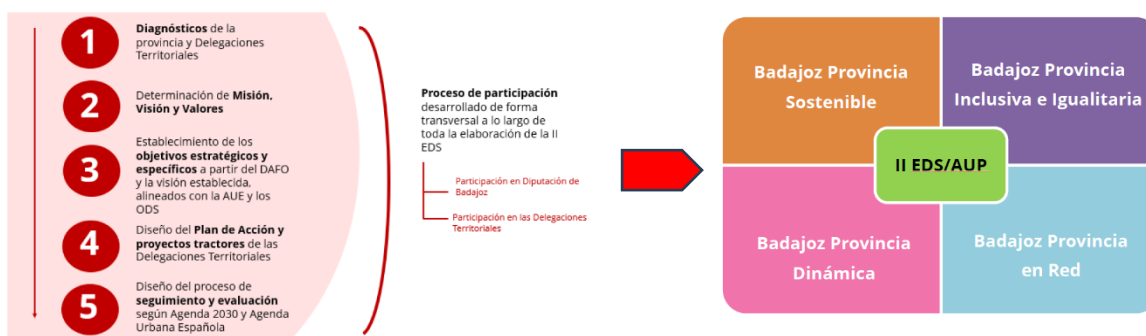 1
Diagnósticos de la
provincia y Delegaciones
Territoriales
2
Determinación de Misión,
Visión y Valores
3
Establecimiento de los
objetivos estratégicos y
específicos a partir del DAFO
y la visión establecida,
alineados con la AUE y los
ODS
4
Diseño del Plan de Acción y
proyectos tractores de las
Delegaciones Territoriales
5
Diseño del proceso de
seguimiento y evaluación
según Agenda 2030 y Agenda
Urbana Española
Proceso de participación
desarrollado de forma
transversal a lo largo de
toda la elaboración de la II
EDS
Participación en Diputación de
Badajoz
Participación en las Delegaciones
Territoriales
Badajoz Provincia
Sostenible
Badajoz Provincia
Inclusiva e Igualitaria
II EDS/AUP
Badajoz Provincia
Dinámica
Badajoz Provincia
en Red